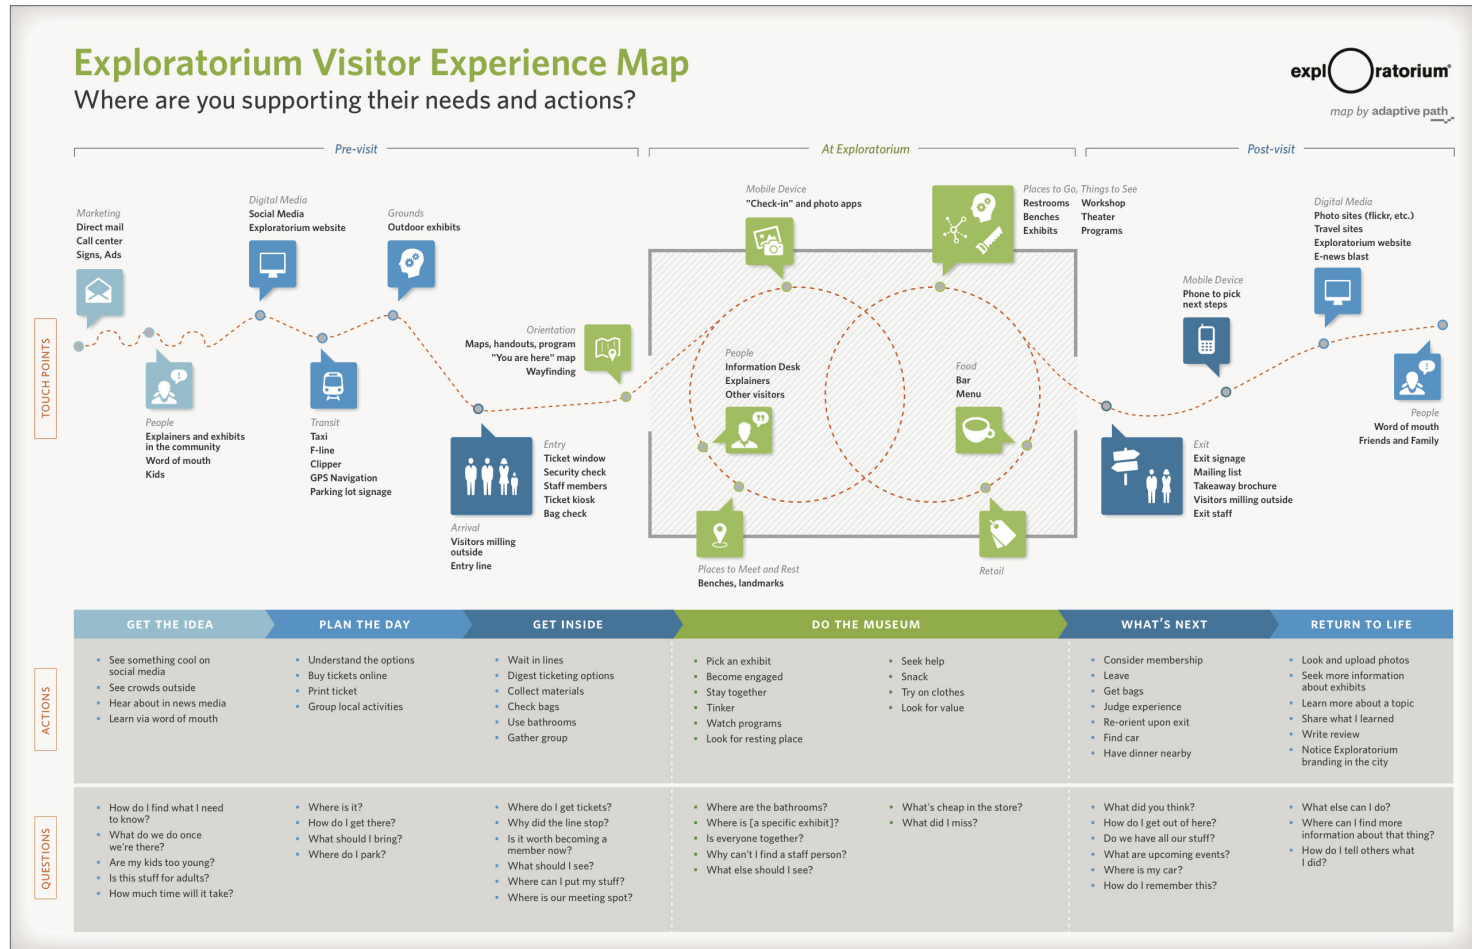 Exploratorium Visitor Experience Map
Where are you supporting their needs and actions?
expl ratorium®
map by adaptive path
Pre-visit
At Exploratorium
Post-visit
TOUCH POINTS
Marketing
Direct mail
Call center
Signs, Ads
People
Explainers and exhibits
in the community
Word of mouth
Kids
Digital Media
Social Media
Exploratorium website
Transit
Taxi
F-line
Clipper
GPS Navigation
Parking lot signage
Grounds
Outdoor exhibits
Arrival
Visitors milling
outside
Entry line
Entry
Ticket window
Security check
Staff members
Ticket kiosk
Bag check
Orientation
Maps, handouts, program
"You are here" map
Wayfinding
Mobile Device
"Check-in" and photo apps
People
Information Desk
Explainers
Other visitors
Places to Meet and Rest
Benches, landmarks
Places to Go, Things to See
Restrooms
Benches
Exhibits
Workshop
Theater
Programs
Food
Bar
Menu
Retail
Exit
Exit signage
Mailing list
Takeaway brochure
Visitors milling outside
Exit staff
Mobile Device
Phone to pick
next steps
Digital Media
Photo sites (flickr, etc.)
Travel sites
Exploratorium website
E-news blast
People
Word of mouth
Friends and Family
GET THE IDEA
PLAN THE DAY
GET INSIDE
DO THE MUSEUM
WHAT'S NEXT
RETURN TO LIFE
ACTIONS
• See something cool on
social media
• See crowds outside
• Hear about in news media
• Learn via word of mouth
• Understand the options
• Buy tickets online
• Print ticket
• Group local activities
• Wait in lines
• Digest ticketing options
• Collect materials
• Check bags
• Use bathrooms
• Gather group
• Pick an exhibit
• Become engaged
• Stay together
• Tinker
• Watch programs
• Look for resting place
• Seek help
• Snack
• Try on clothes
• Look for value
• Consider membership
• Leave
• Get bags
• Judge experience
• Re-orient upon exit
• Find car
• Have dinner nearby
• Look and upload photos
• Seek more information
about exhibits
• Learn more about a topic
• Share what I learned
• Write review
• Notice Exploratorium
branding in the city
QUESTIONS
• How do I find what I need
to know?
• What do we do once
we're there?
• Are my kids too young?
• Is this stuff for adults?
• How much time will it take?
• Where is it?
• How do I get there?
• What should I bring?
• Where do I park?
• Where do I get tickets?
• Why did the line stop?
• Is it worth becoming a
member now?
• What should I see?
• Where can I put my stuff?
• Where is our meeting spot?
• Where are the bathrooms?
• Where is [a specific exhibit]?
• Is everyone together?
• Why can't I find a staff person?
• What else should I see?
• What's cheap in the store?
• What did I miss?
• What did you think?
• How do I get out of here?
• Do we have all our stuff?
• What are upcoming events?
• Where is my car?
• How do I remember this?
• What else can I do?
• Where can I find more
information about that thing?
• How do I tell others what
I did?